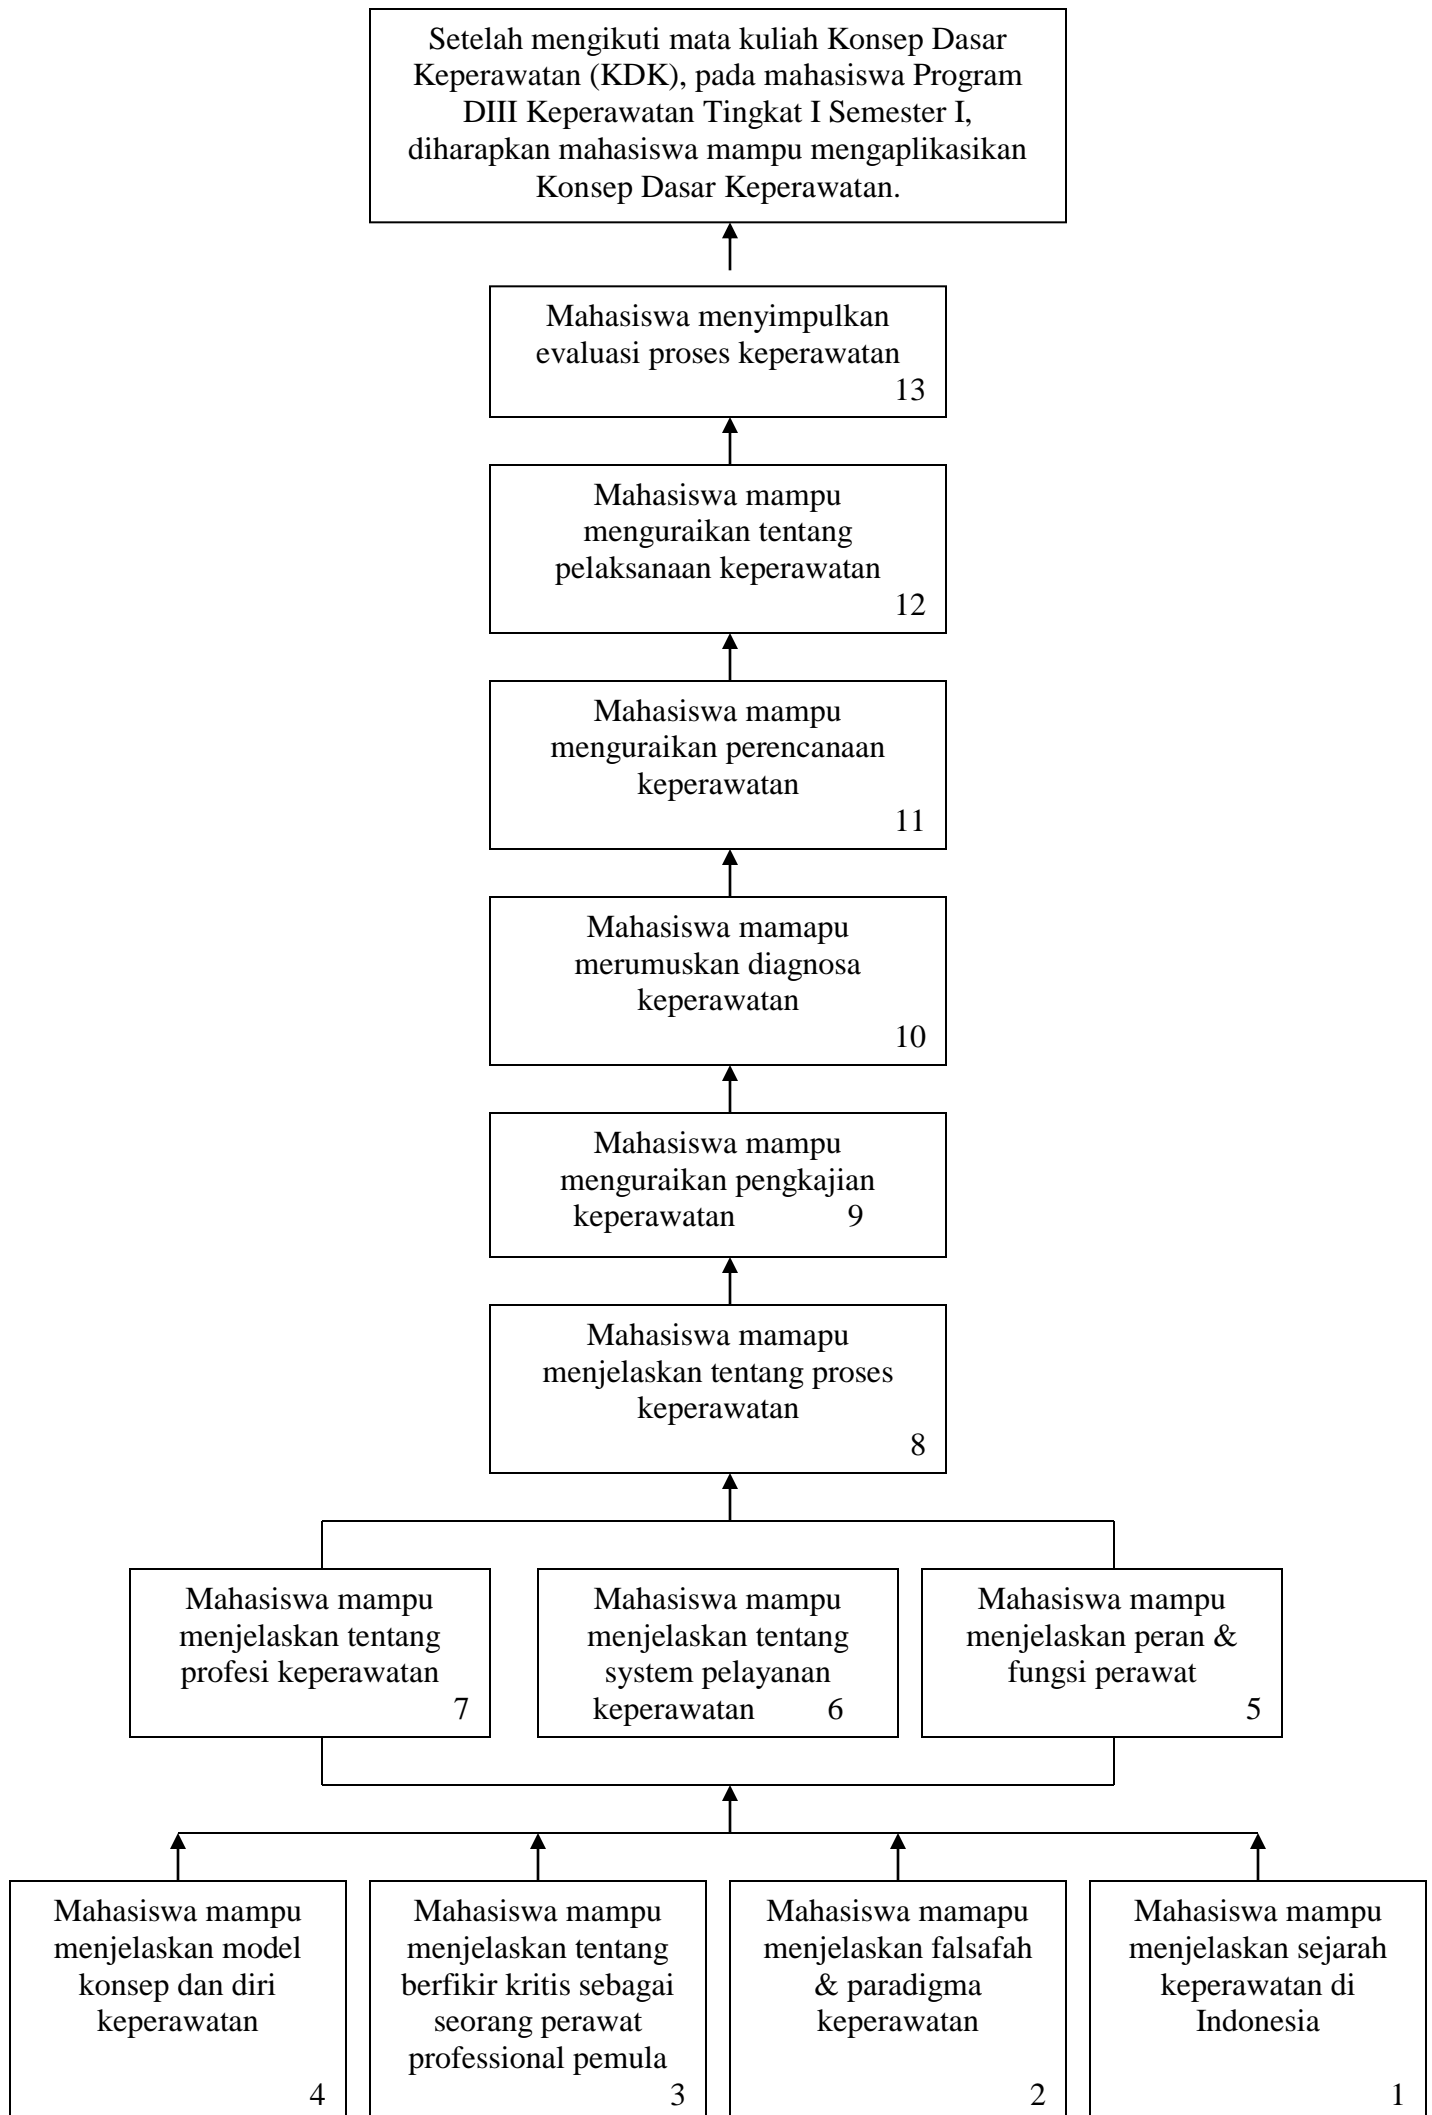 Setelah mengikuti mata kuliah Konsep Dasar
Keperawatan (KDK), pada mahasiswa Program
DIII Keperawatan Tingkat I Semester I,
diharapkan mahasiswa mampu mengaplikasikan
Konsep Dasar Keperawatan.
Mahasiswa menyimpulkan
evaluasi proses keperawatan
13
Mahasiswa mampu
menguraikan tentang
pelaksanaan keperawatan
12
Mahasiswa mampu
menguraikan perencanaan
keperawatan
11
Mahasiswa mamapu
merumuskan diagnosa
keperawatan
10
Mahasiswa mampu
menguraikan pengkajian
keperawatan 9
Mahasiswa mamapu
menjelaskan tentang proses
keperawatan
8
Mahasiswa mampu
menjelaskan tentang
profesi keperawatan
7
Mahasiswa mampu
menjelaskan tentang
system pelayanan
keperawatan 6
Mahasiswa mampu
menjelaskan peran &
fungsi perawat
5
Mahasiswa mampu
menjelaskan model
konsep dan diri
keperawatan
4
Mahasiswa mampu
menjelaskan tentang
berfikir kritis sebagai
seorang perawat
professional pemula
3
Mahasiswa mamapu
menjelaskan falsafah
& paradigma
keperawatan
2
Mahasiswa mampu
menjelaskan sejarah
keperawatan di
Indonesia
1